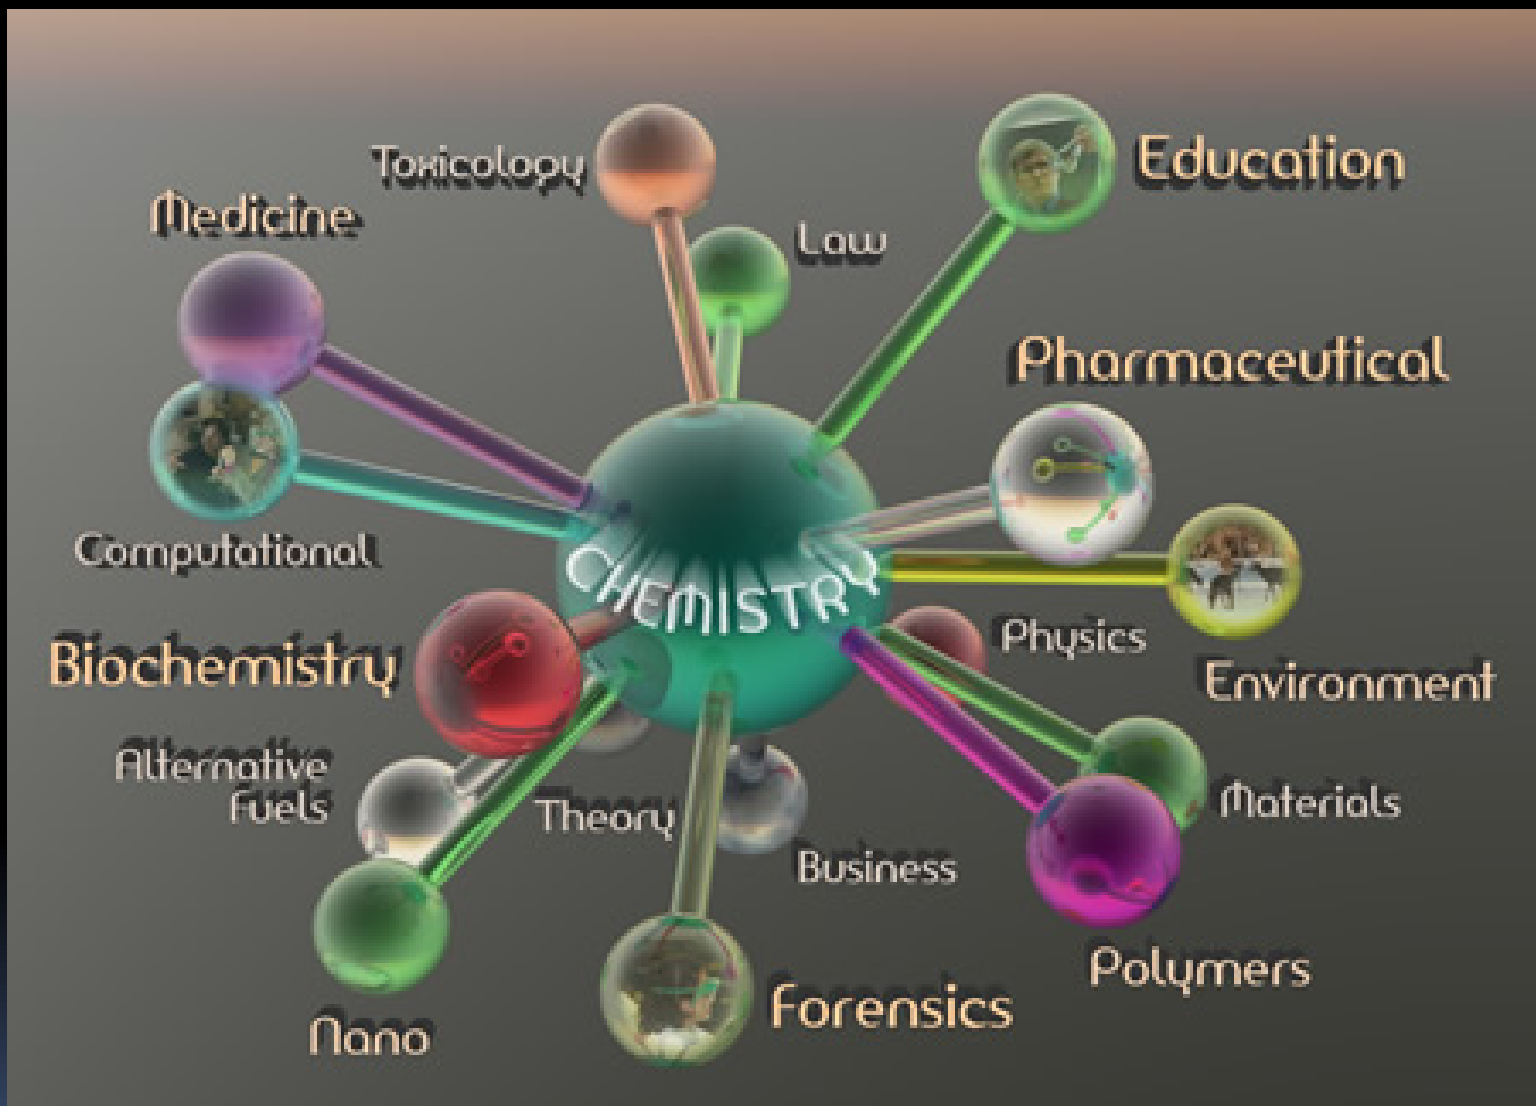 Toxicology
Education
Medicine
Law
Pharmaceutical
Computational
CHEMISTRY
Physics
Biochemistry
Environment
Alternative
Fuels
Theory
Materials
Business
Polymers
Forensics
Nano